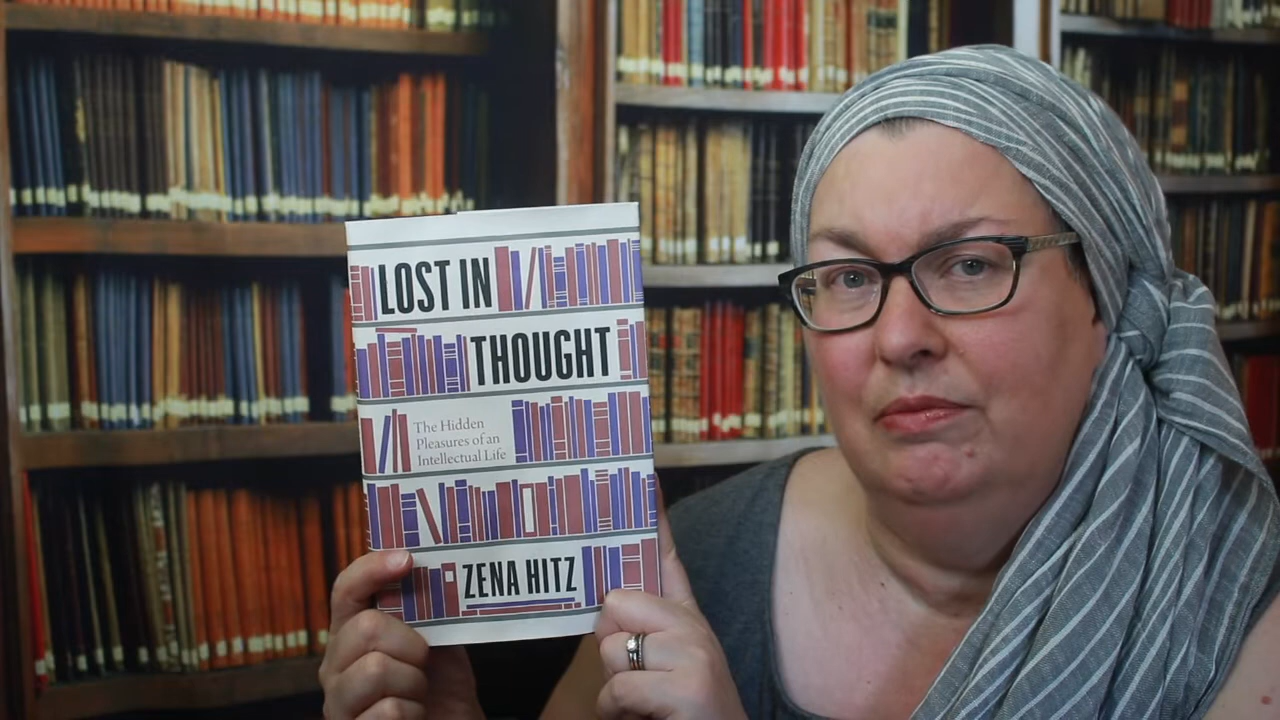 LOST IN
THOUGHT
The Hidden
Pleasures of an
Intellectual Life
ZENA HITZ